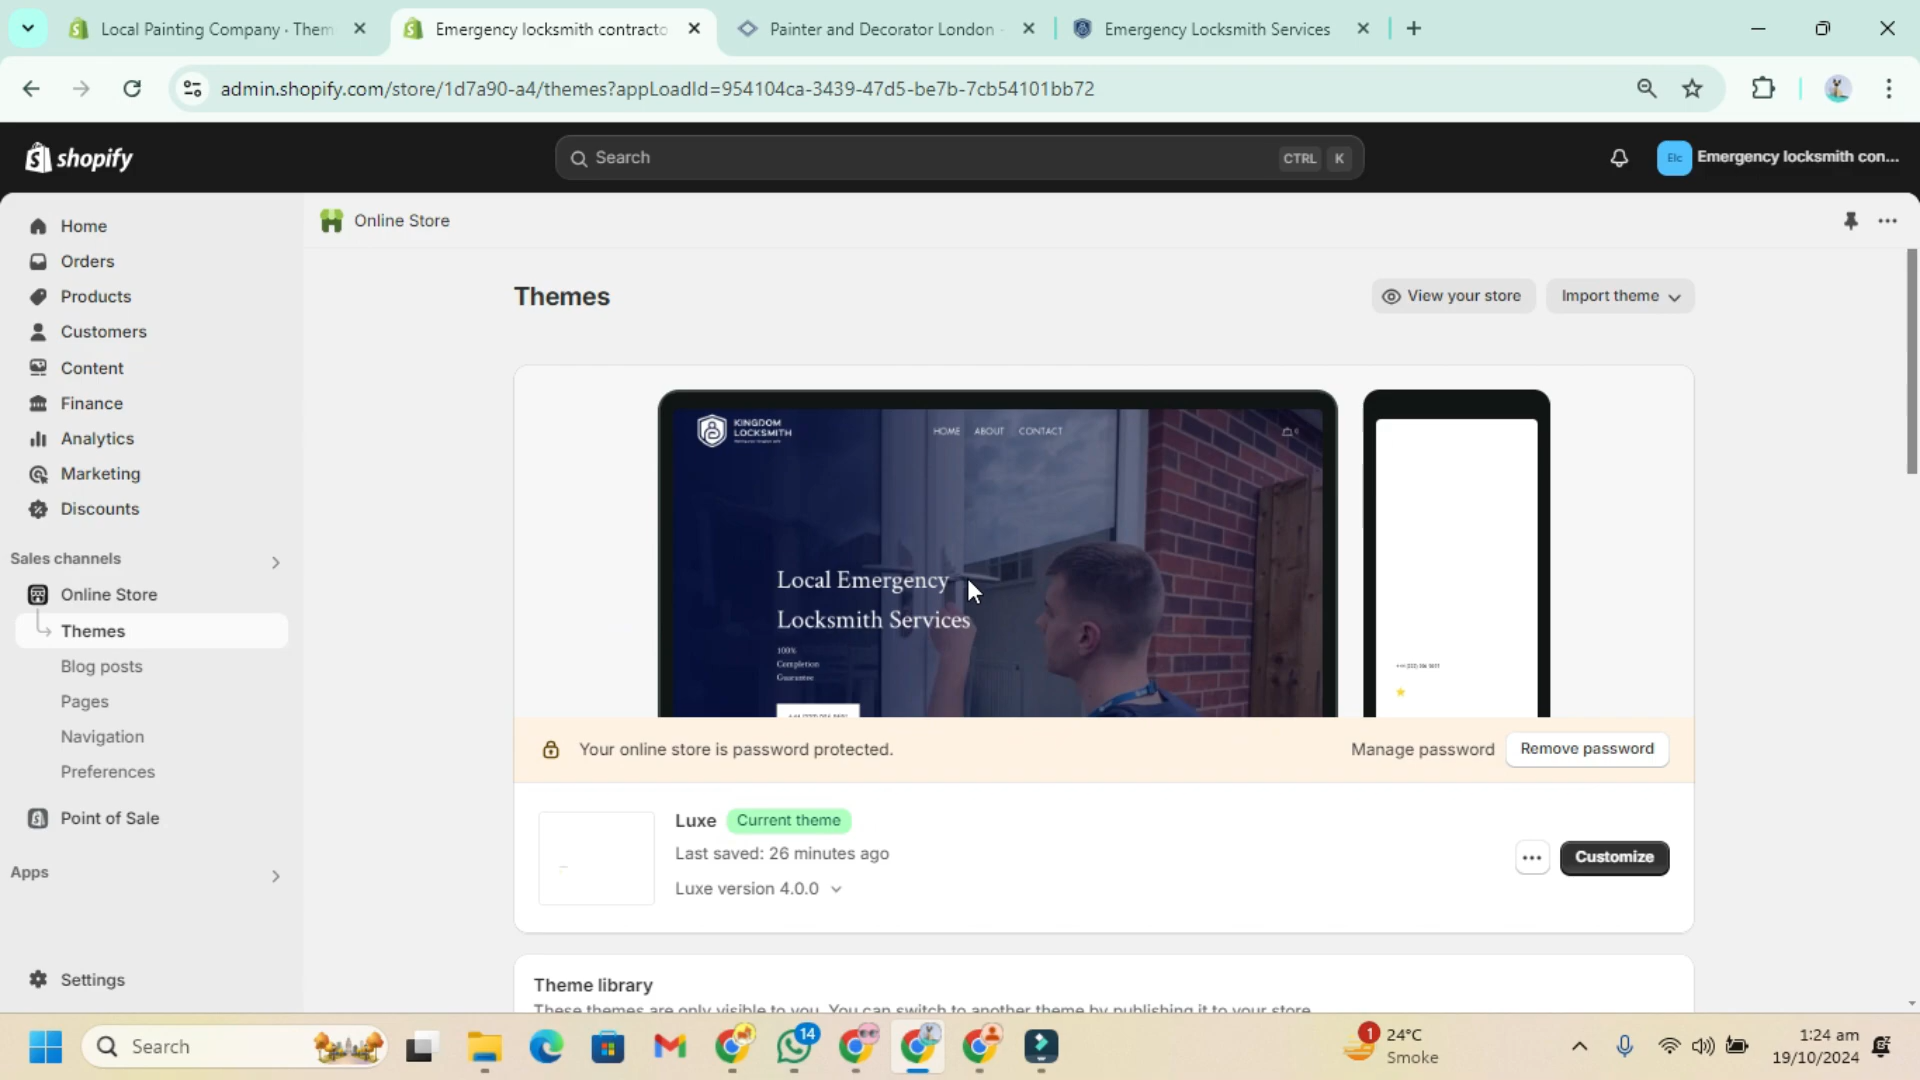 Local Painting Company · Them
Emergency locksmith contracto
Painter and Decorator London -
Emergency Locksmith Services
admin.shopify.com/store/1d7a90-a4/themes?appLoadId=954104ca-3439-47d5-be7b-7cb54101bb72
shopify
Search
CTRL K
Elc
Emergency locksmith con...
Home
Orders
Products
Customers
Content
Finance
Analytics
Marketing
Discounts
Sales channels
Online Store
Themes
Blog posts
Pages
Navigation
Preferences
Point of Sale
Apps
Settings
Online Store
Themes
View your store
Import theme
KINGDOM
LOCKSMITH
HOME ABOUT CONTACT
Local Emergency
Locksmith Services
100%
Completion
Guarantee
Your online store is password protected.
Manage password
Remove password
Luxe
Current theme
Last saved: 26 minutes ago
Luxe version 4.0.0
Customize
Theme library
These themes are only visible to you. You can switch to another theme by publishing it to your store.
Search
14
1
24°C
Smoke
1:24 am
19/10/2024